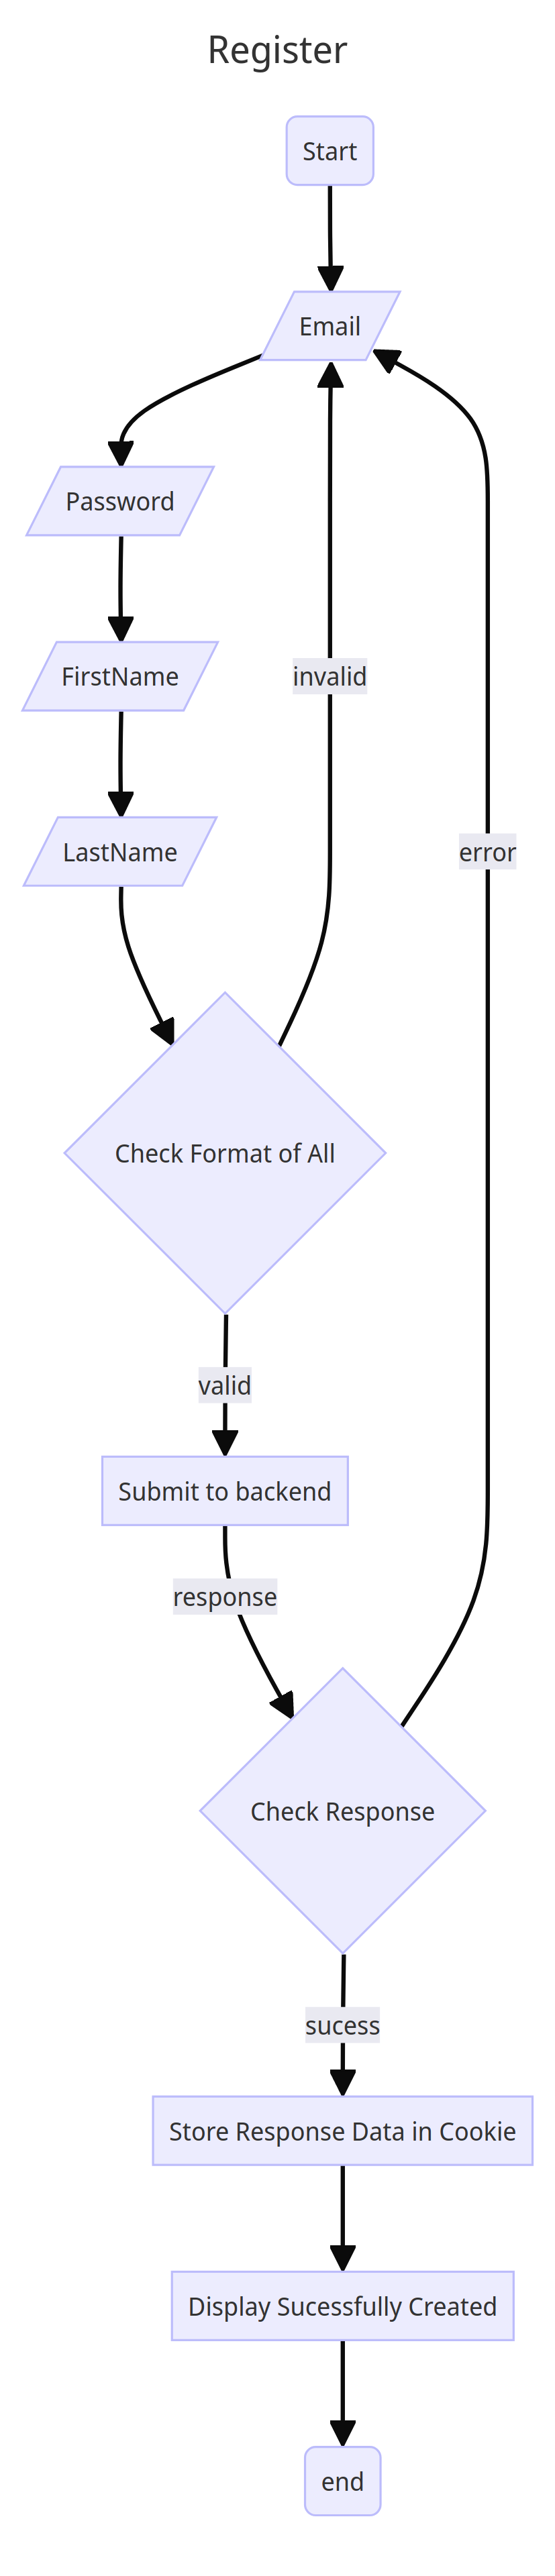 Register
Start
Email
Password
FirstName
invalid
LastName
error
Check Format of All
valid
Submit to backend
response
Check Response
sucess
Store Response Data in Cookie
Display Sucessfully Created
end